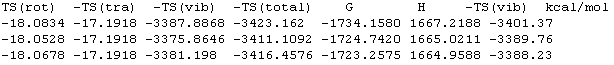 TS(rot) -TS(tra) -TS(vib) -TS(total) G H -TS(vib) kcal/mol
-18.0834 -17.1918 -3387.8868 -3423.162 -1734.1580 1667.2188 -3401.37
-18.0528 -17.1918 -3375.8646 -3411.1092 -1724.7420 1665.0211 -3389.76
-18.0678 -17.1918 -3381.198 -3416.4576 -1723.2575 1664.9588 -3388.23